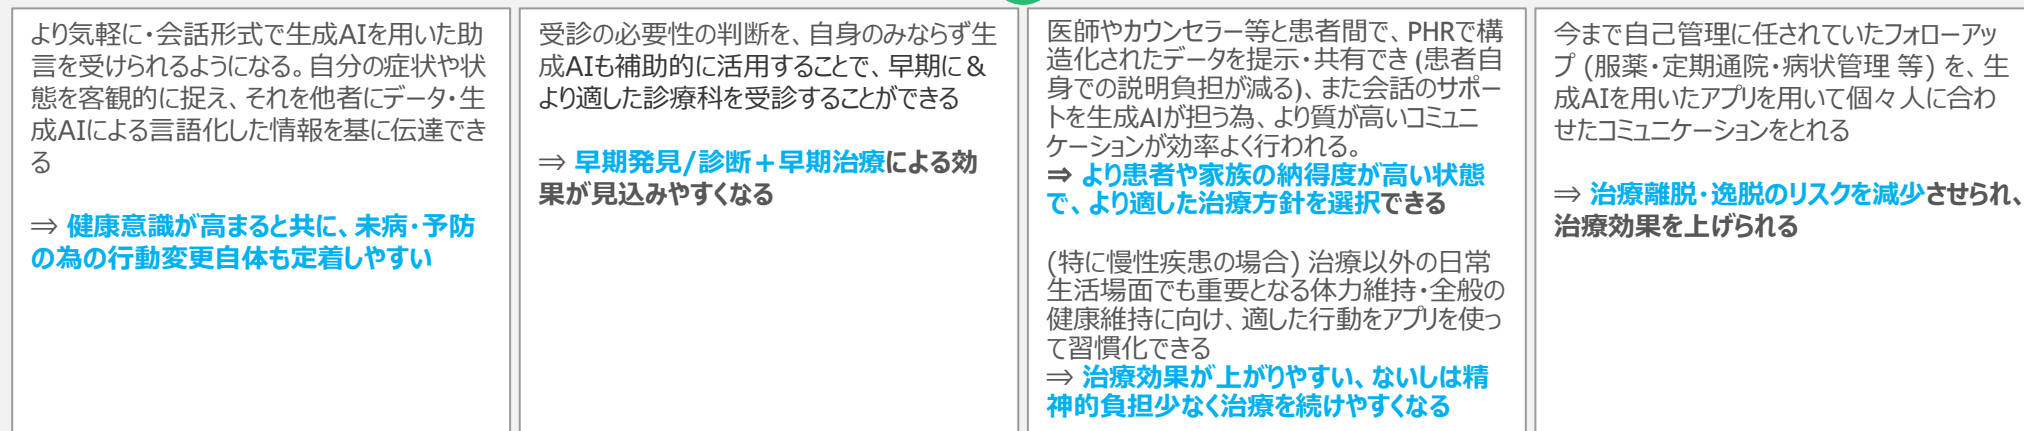 より気軽に・会話形式で生成AIを用いた助
言を受けられるようになる。自分の症状や状
態を客観的に捉え、それを他者にデータ・生
成AIによる言語化した情報を基に伝達でき
る
⇒ 健康意識が高まると共に、未病・予防
の為の行動変更自体も定着しやすい
受診の必要性の判断を、自身のみならず生
成AIも補助的に活用することで、早期に&
より適した診療科を受診することができる
⇒ 早期発見/診断＋早期治療による効
果が見込みやすくなる
医師やカウンセラー等と患者間で、PHRで構
造化されたデータを提示・共有でき (患者自
身での説明負担が減る)、また会話のサポー
トを生成AIが担う為、より質が高いコミュニ
ケーションが効率よく行われる。
⇒ より患者や家族の納得度が高い状態
で、より適した治療方針を選択できる
(特に慢性疾患の場合) 治療以外の日常
生活場面でも重要となる体力維持・全般の
健康維持に向け、適した行動をアプリを使っ
て習慣化できる
⇒ 治療効果が上がりやすい、ないしは精
神的負担少なく治療を続けやすくなる
今まで自己管理に任されていたフォローアッ
プ (服薬・定期通院・病状管理 等) を、生
成AIを用いたアプリを用いて個々人に合わ
せたコミュニケーションをとれる
⇒ 治療離脱・逸脱のリスクを減少させられ、
治療効果を上げられる